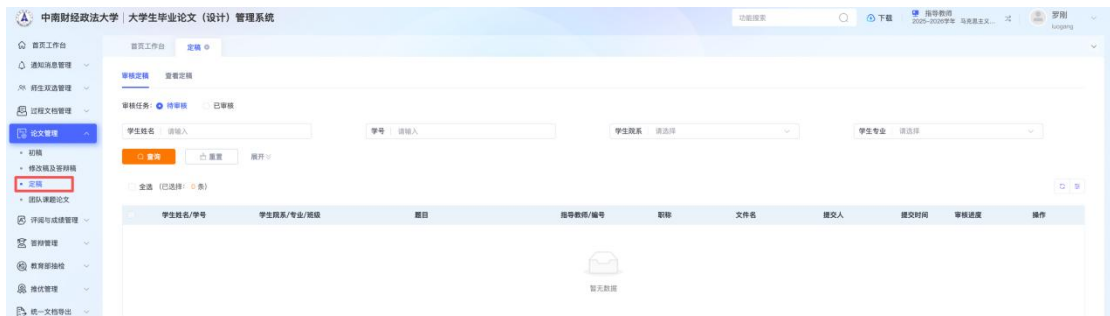 中南财经政法大学 | 大学生毕业论文（设计）管理系统
功能搜索
下载
指导教师
2025-2026学年 马克思主义...
罗刚
luogang
首页工作台
通知消息管理
师生双选管理
过程文档管理
论文管理
初稿
修改稿及答辩稿
定稿
团队课题论文
评阅与成绩管理
答辩管理
教育部抽检
推优管理
统一文档导出
首页工作台 定稿
审核定稿 查看定稿
审核任务： 待审核 已审核
学生姓名 请输入 学号 请输入 学生院系 请选择 学生专业 请选择
查询 重置 展开
全选 (已选择： 0 条)
学生姓名/学号 学生院系/专业/班级 题目 指导教师/编号 职称 文件名 提交人 提交时间 审核进度 操作
暂无数据